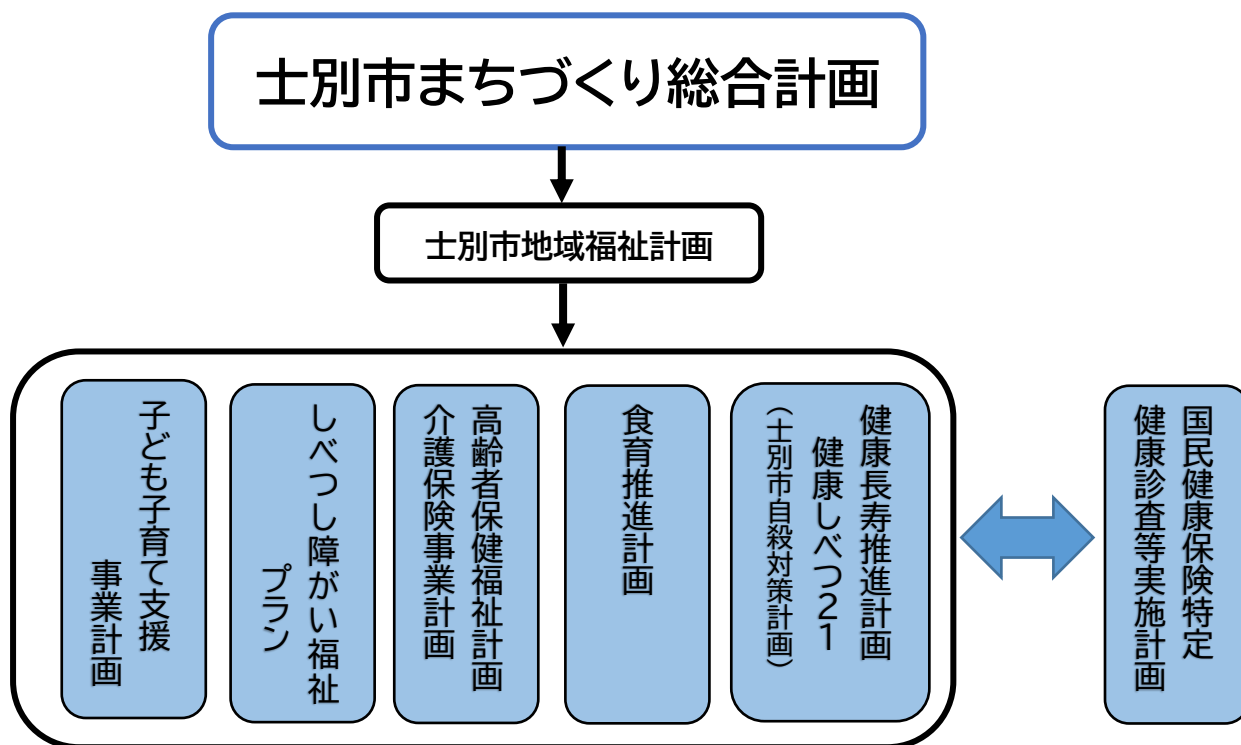 士別市まちづくり総合計画
士別市地域福祉計画
子ども子育て支援
事業計画
しべつし障がい福祉
プラン
高齢者保健福祉計画
介護保険事業計画
食育推進計画
健康長寿推進計画
健康しべつ21
(士別市自殺対策計画)
国民健康保険特定
健康診査等実施計画